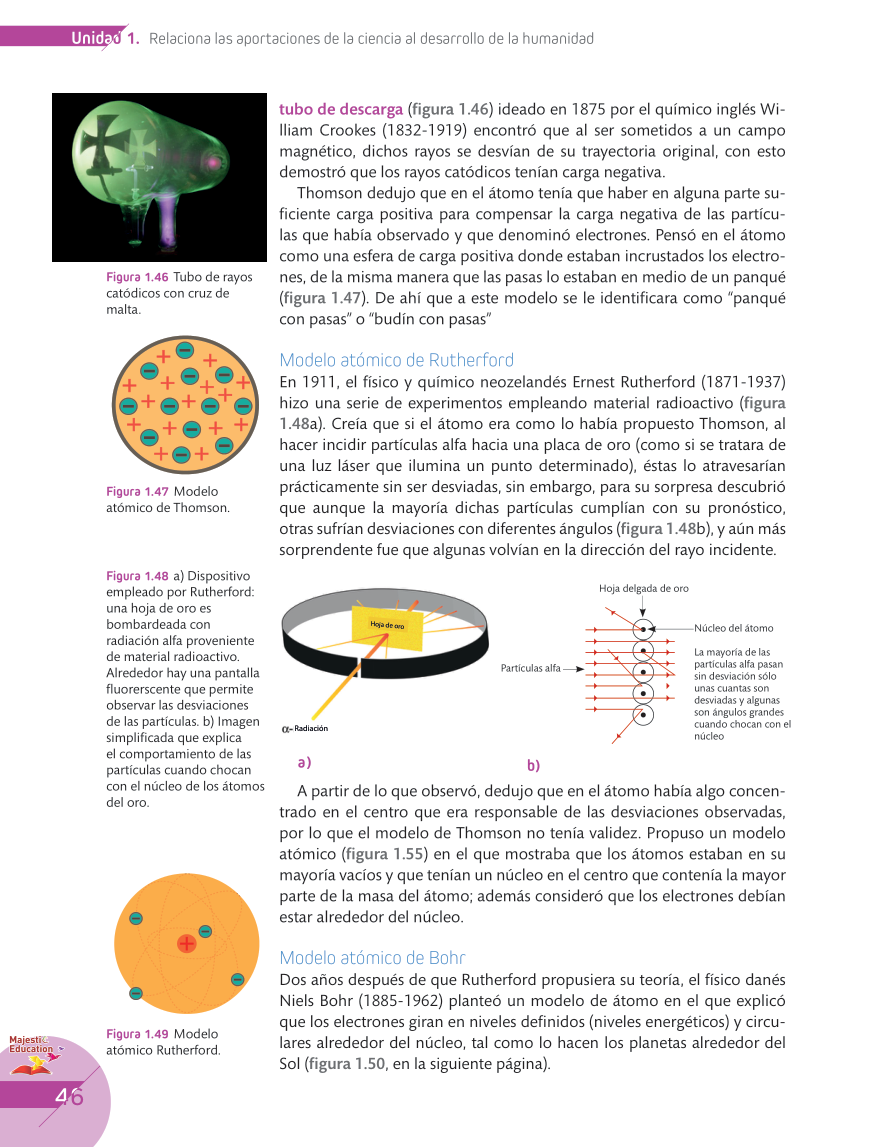 Unidad 1. Relaciona las aportaciones de la ciencia al desarrollo de la humanidad
tubo de descarga (figura 1.46) ideado en 1875 por el químico inglés Wi-
lliam Crookes (1832-1919) encontró que al ser sometidos a un campo
magnético, dichos rayos se desvían de su trayectoria original, con esto
demostró que los rayos catódicos tenían carga negativa.
Thomson dedujo que en el átomo tenía que haber en alguna parte su-
ficiente carga positiva para compensar la carga negativa de las partícu-
las que había observado y que denominó electrones. Pensó en el átomo
como una esfera de carga positiva donde estaban incrustados los electro-
nes, de la misma manera que las pasas lo estaban en medio de un panqué
(figura 1.47). De ahí que a este modelo se le identificara como “panqué
con pasas” o “budín con pasas”
Figura 1.46 Tubo de rayos
catódicos con cruz de
malta.
Figura 1.47 Modelo
atómico de Thomson.
Modelo atómico de Rutherford
En 1911, el físico y químico neozelandés Ernest Rutherford (1871-1937)
hizo una serie de experimentos empleando material radioactivo (figura
1.48a). Creía que si el átomo era como lo había propuesto Thomson, al
hacer incidir partículas alfa hacia una placa de oro (como si se tratara de
una luz láser que ilumina un punto determinado), éstas lo atravesarían
prácticamente sin ser desviadas, sin embargo, para su sorpresa descubrió
que aunque la mayoría dichas partículas cumplían con su pronóstico,
otras sufrían desviaciones con diferentes ángulos (figura 1.48b), y aún más
sorprendente fue que algunas volvían en la dirección del rayo incidente.
Figura 1.48 a) Dispositivo
empleado por Rutherford:
una hoja de oro es
bombardeada con
radiación alfa proveniente
de material radioactivo.
Alrededor hay una pantalla
fluorerscente que permite
observar las desviaciones
de las partículas. b) Imagen
simplificada que explica
el comportamiento de las
partículas cuando chocan
con el núcleo de los átomos
del oro.
Hoja de oro
α- Radiación
a)
Hoja delgada de oro
Núcleo del átomo
Partículas alfa
La mayoría de las
partículas alfa pasan
sin desviación sólo
unas cuantas son
desviadas y algunas
son ángulos grandes
cuando chocan con el
núcleo
b)
A partir de lo que observó, dedujo que en el átomo había algo concen-
trado en el centro que era responsable de las desviaciones observadas,
por lo que el modelo de Thomson no tenía validez. Propuso un modelo
atómico (figura 1.55) en el que mostraba que los átomos estaban en su
mayoría vacíos y que tenían un núcleo en el centro que contenía la mayor
parte de la masa del átomo; además consideró que los electrones debían
estar alrededor del núcleo.
Modelo atómico de Bohr
Dos años después de que Rutherford propusiera su teoría, el físico danés
Niels Bohr (1885-1962) planteó un modelo de átomo en el que explicó
que los electrones giran en niveles definidos (niveles energéticos) y circu-
lares alrededor del núcleo, tal como lo hacen los planetas alrededor del
Sol (figura 1.50, en la siguiente página).
Figura 1.49 Modelo
atómico Rutherford.
Majestic
Education
46